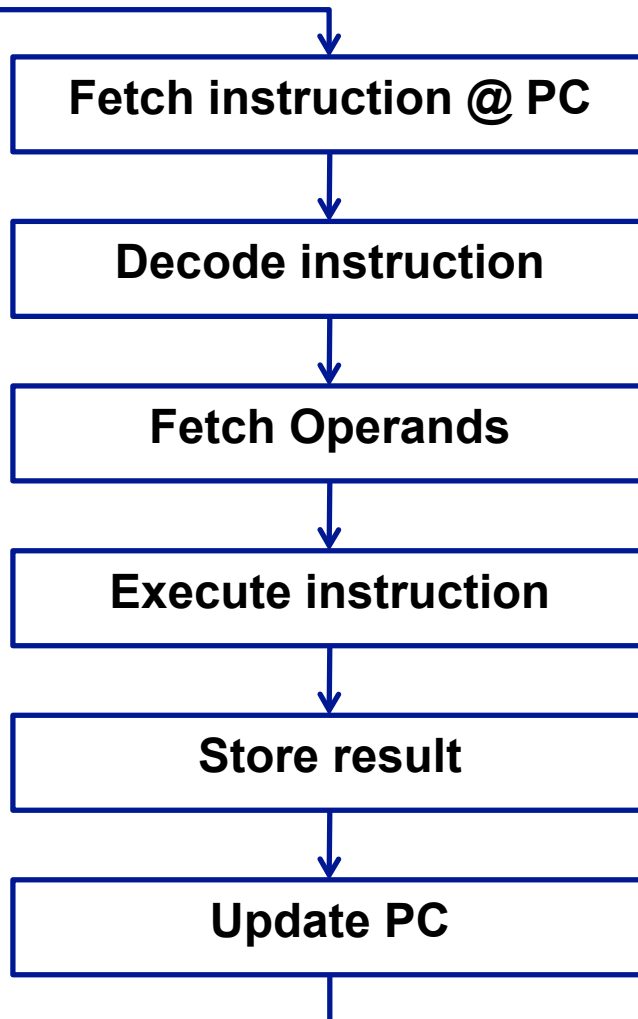 Fetch instruction @ PC
Decode instruction
Fetch Operands
Execute instruction
Store result
Update PC